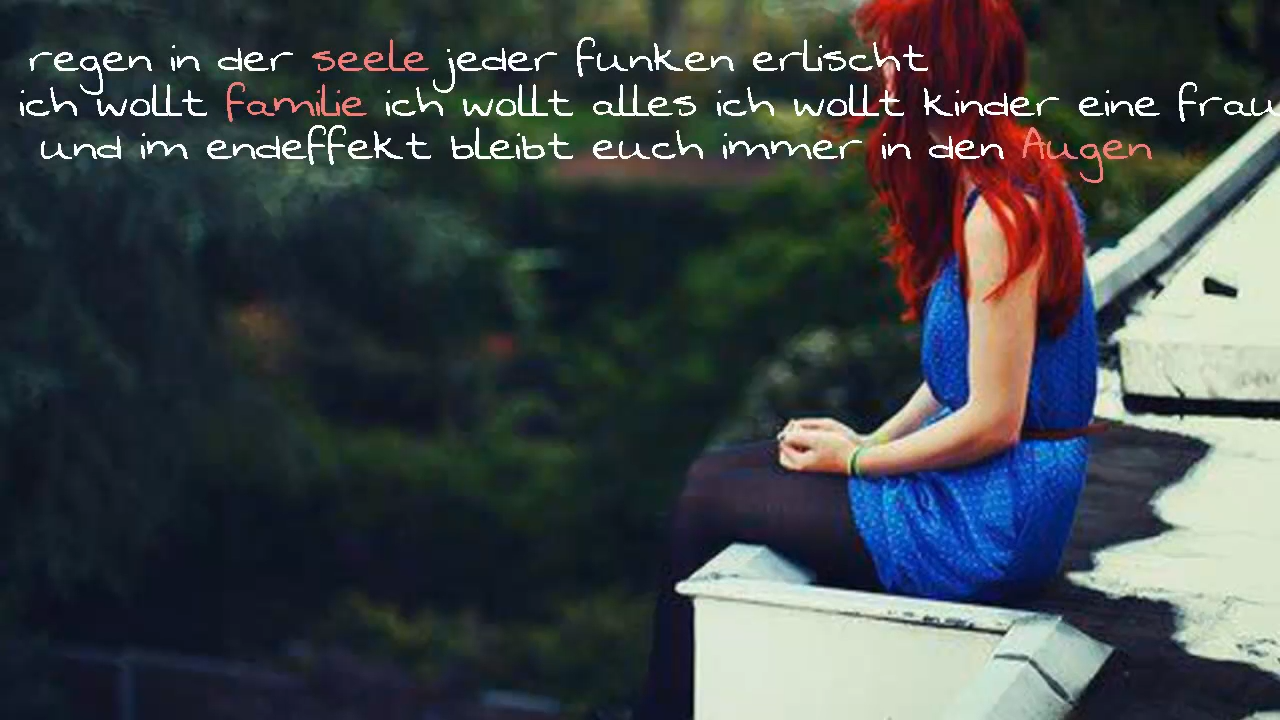 regen in der seele jeder funken erlischt
ich wollt familie ich wollt alles ich wollt kinder eine frau
und im endeffekt bleibt euch immer in den Augen